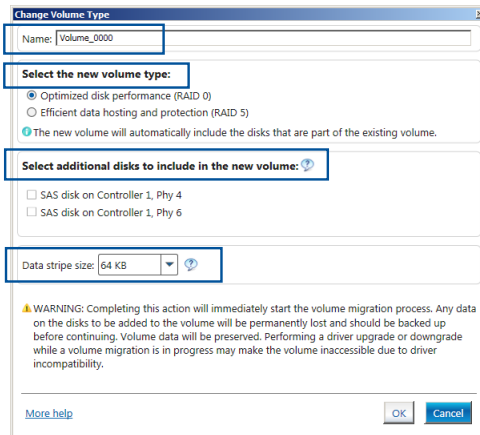 Change Volume Type
Name: Volume_0000
Select the new volume type:
Optimized disk performance (RAID 0)
Efficient data hosting and protection (RAID 5)
The new volume will automatically include the disks that are part of the existing volume.
Select additional disks to include in the new volume:
SAS disk on Controller 1, Phy 4
SAS disk on Controller 1, Phy 6
Data stripe size: 64 KB
WARNING: Completing this action will immediately start the volume migration process. Any data
on the disks to be added to the volume will be permanently lost and should be backed up
before continuing. Volume data will be preserved. Performing a driver upgrade or downgrade
while a volume migration is in progress may make the volume inaccessible due to driver
incompatibility.
More help OK Cancel